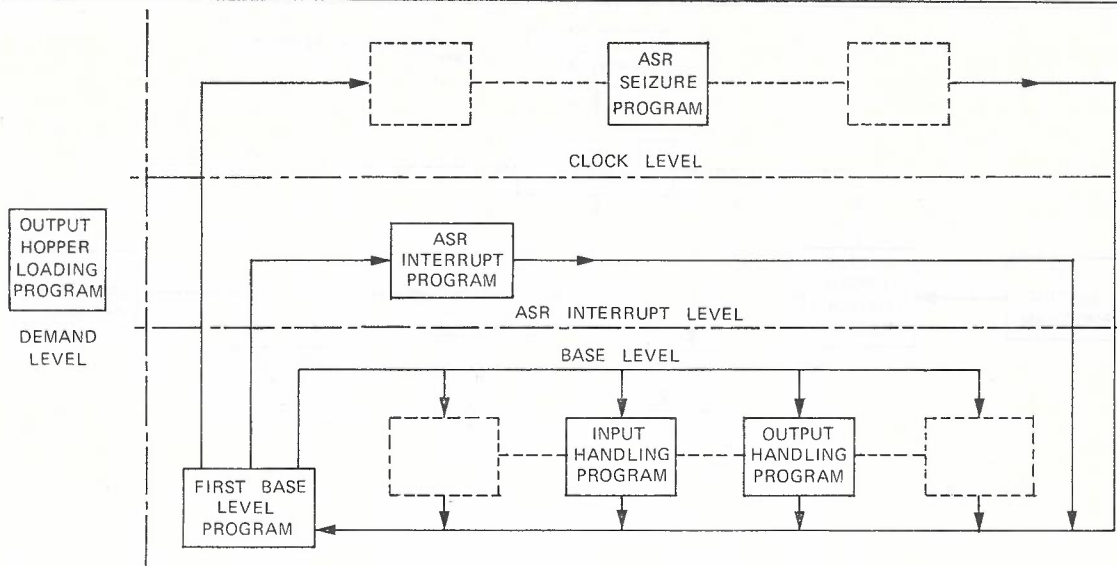 ASR
SEIZURE
PROGRAM
CLOCK LEVEL
OUTPUT
HOPPER
LOADING
PROGRAM
DEMAND
LEVEL
ASR
INTERRUPT
PROGRAM
ASR INTERRUPT LEVEL
BASE LEVEL
INPUT
HANDLING
PROGRAM
OUTPUT
HANDLING
PROGRAM
FIRST BASE
LEVEL
PROGRAM